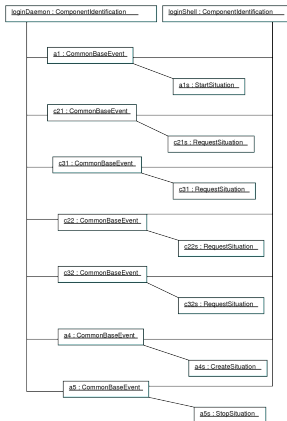 loginDaemon : ComponentIdentification
loginShell : ComponentIdentification
a1 : CommonBaseEvent
a1s : StartSituation
c21 : CommonBaseEvent
c21s : RequestSituation
c31 : CommonBaseEvent
c31 : RequestSituation
c22 : CommonBaseEvent
c22s : RequestSituation
c32 : CommonBaseEvent
c32s : RequestSituation
a4 : CommonBaseEvent
a4s : CreateSituation
a5 : CommonBaseEvent
a5s : StopSituation